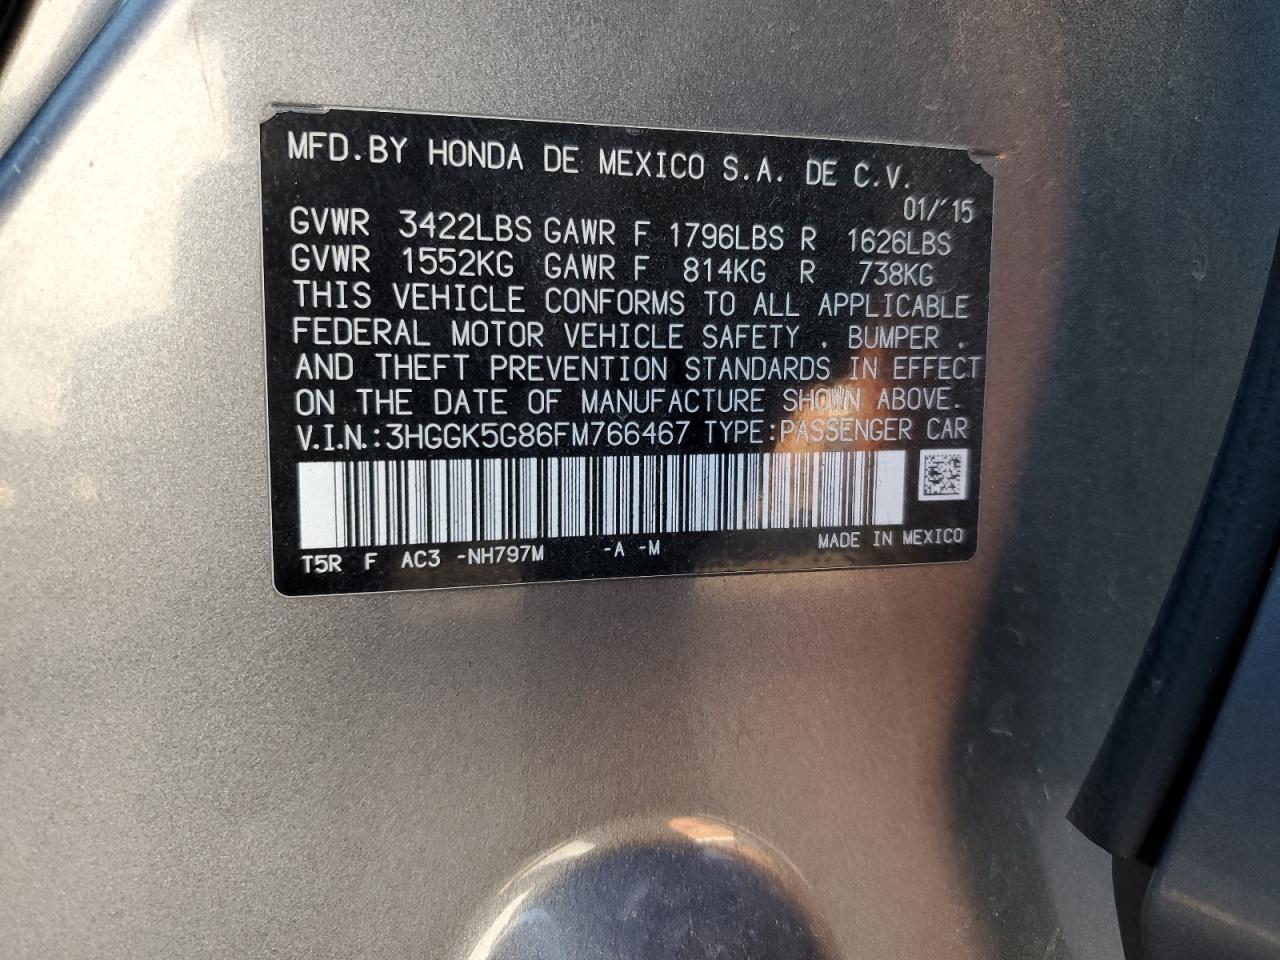 MFD.BY HONDA DE MEXICO S.A. DE C.V.
01/'15
GVWR 3422LBS GAWR F 1796LBS R 1626LBS
GVWR 1552KG GAWR F 814KG R 738KG
THIS VEHICLE CONFORMS TO ALL APPLICABLE
FEDERAL MOTOR VEHICLE SAFETY , BUMPER ,
AND THEFT PREVENTION STANDARDS IN EFFECT
ON THE DATE OF MANUFACTURE SHOWN ABOVE.
V.I.N.:3HGGK5G86FM766467 TYPE:PASSENGER CAR
T5R F AC3 -NH797M -A -M MADE IN MEXICO